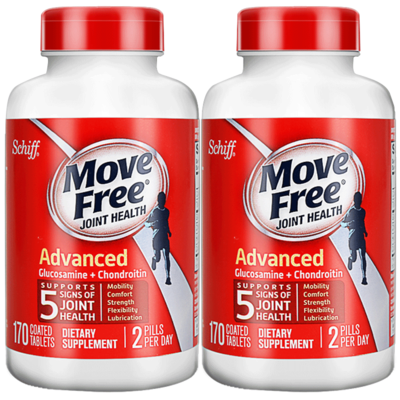 Schiff
Move
Free®
JOINT HEALTH
Advanced
Glucosamine + Chondroitin
SUPPORTS
5 SIGNS OF
JOINT
HEALTH
Mobility
Comfort
Strength
Flexibility
Lubrication
170 COATED TABLETS
DIETARY SUPPLEMENT
2 PILLS PER DAY
Schiff
Move
Free®
JOINT HEALTH
Advanced
Glucosamine + Chondroitin
SUPPORTS
5 SIGNS OF
JOINT
HEALTH
Mobility
Comfort
Strength
Flexibility
Lubrication
170 COATED TABLETS
DIETARY SUPPLEMENT
2 PILLS PER DAY